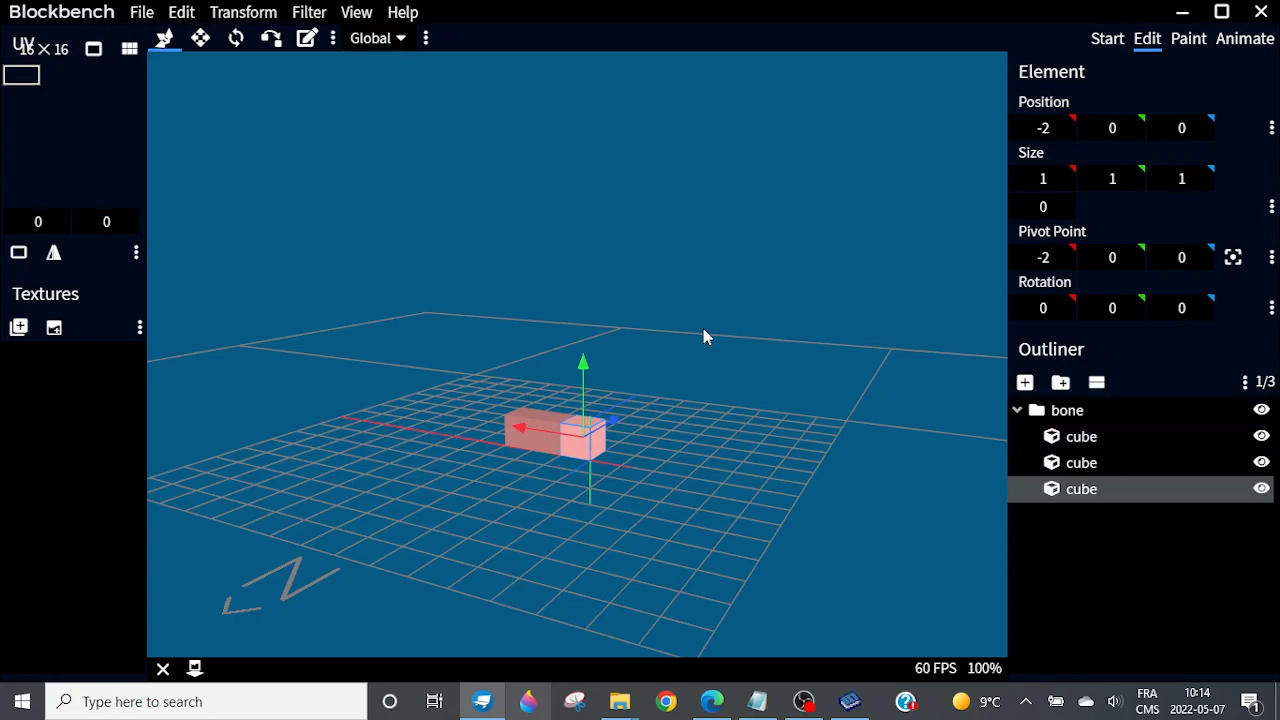 Blockbench File Edit Transform Filter View Help
UV 16 × 16
Global
Start Edit Paint Animate
Element
Position
-2 0 0
Size
1 1 1
0
Pivot Point
-2 0 0
Rotation
0 0 0
0 0
Textures
Outliner
1/3
bone
cube
cube
cube
N
60 FPS 100%
Type here to search
9°C
FRA
CMS
10:14
2022-05-07
1